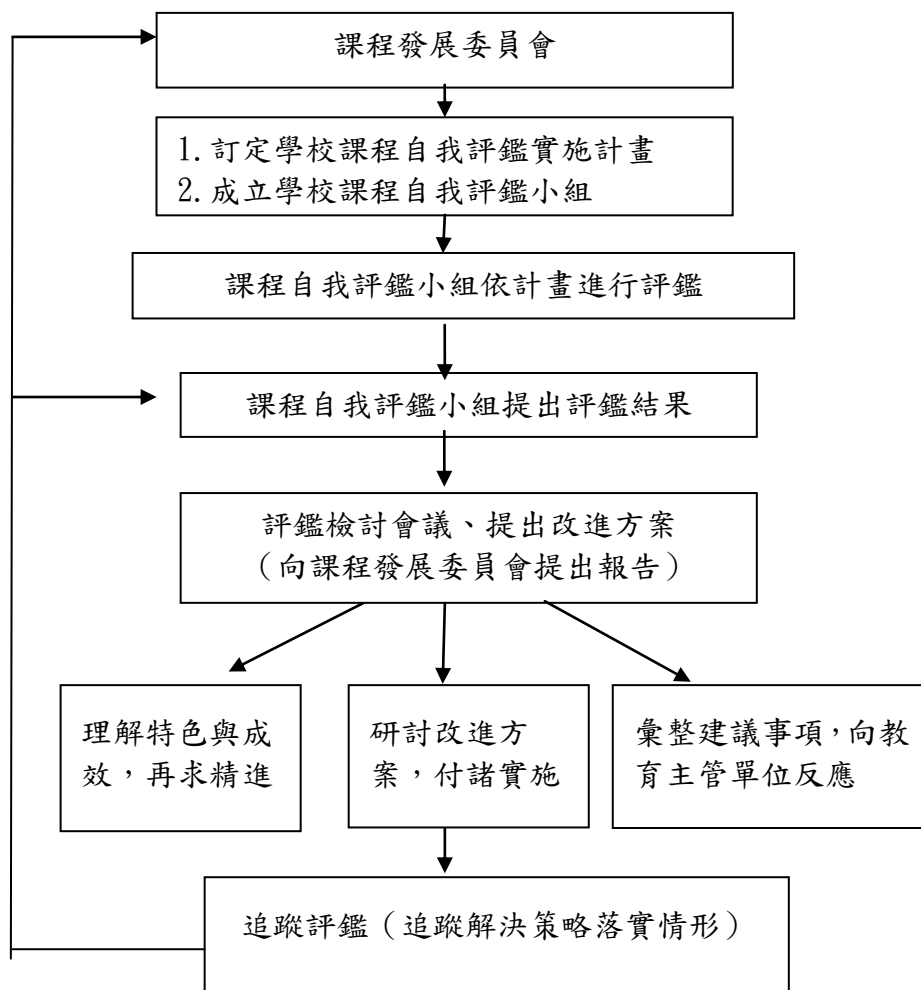 課程發展委員會
1.訂定學校課程自我評鑑實施計畫
2.成立學校課程自我評鑑小組
課程自我評鑑小組依計畫進行評鑑
課程自我評鑑小組提出評鑑結果
評鑑檢討會議、提出改進方案
（向課程發展委員會提出報告）
理解特色與成
效，再求精進
研討改進方
案，付諸實施
彙整建議事項，向教
育主管單位反應
追蹤評鑑（追蹤解決策略落實情形）